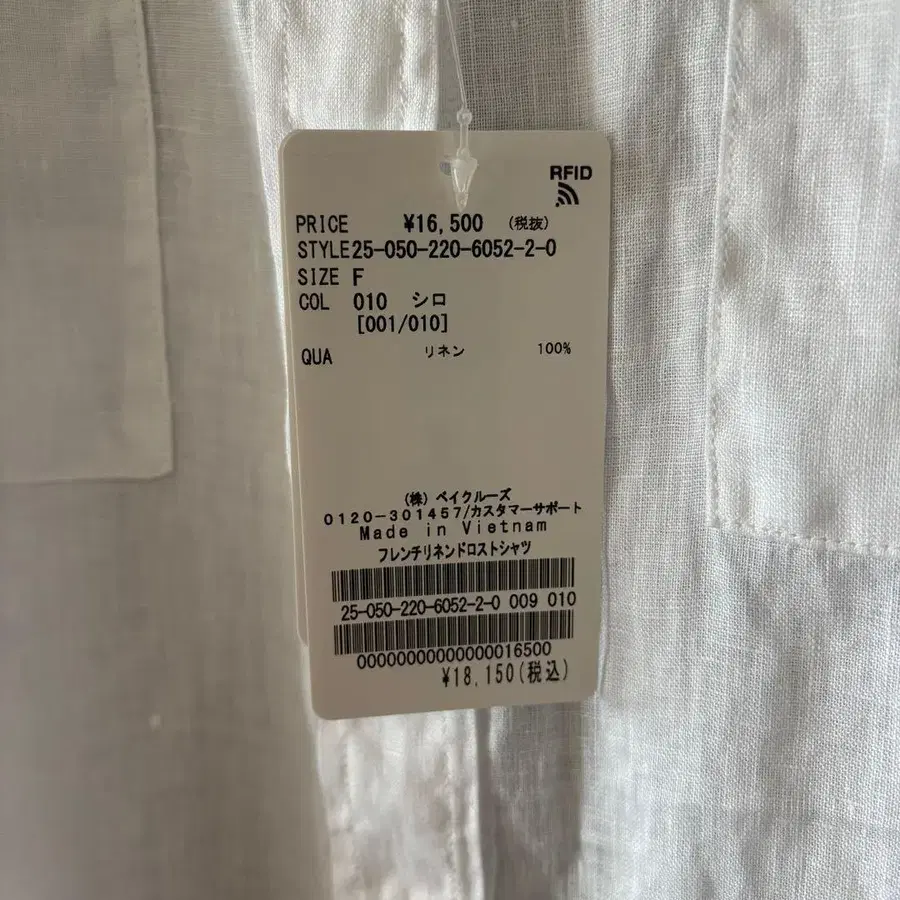 RFID
PRICE ¥16,500 (税抜)
STYLE25-050-220-6052-2-0
SIZE F
COL 010 シロ
[001/010]
QUA リネン 100%
(株) ベイクルーズ
0120-301457/カスタマーサポート
Made in Vietnam
フレンチリネンドロストシャツ
25-050-220-6052-2-0 009 010
00000000000000016500
¥18,150(税込)